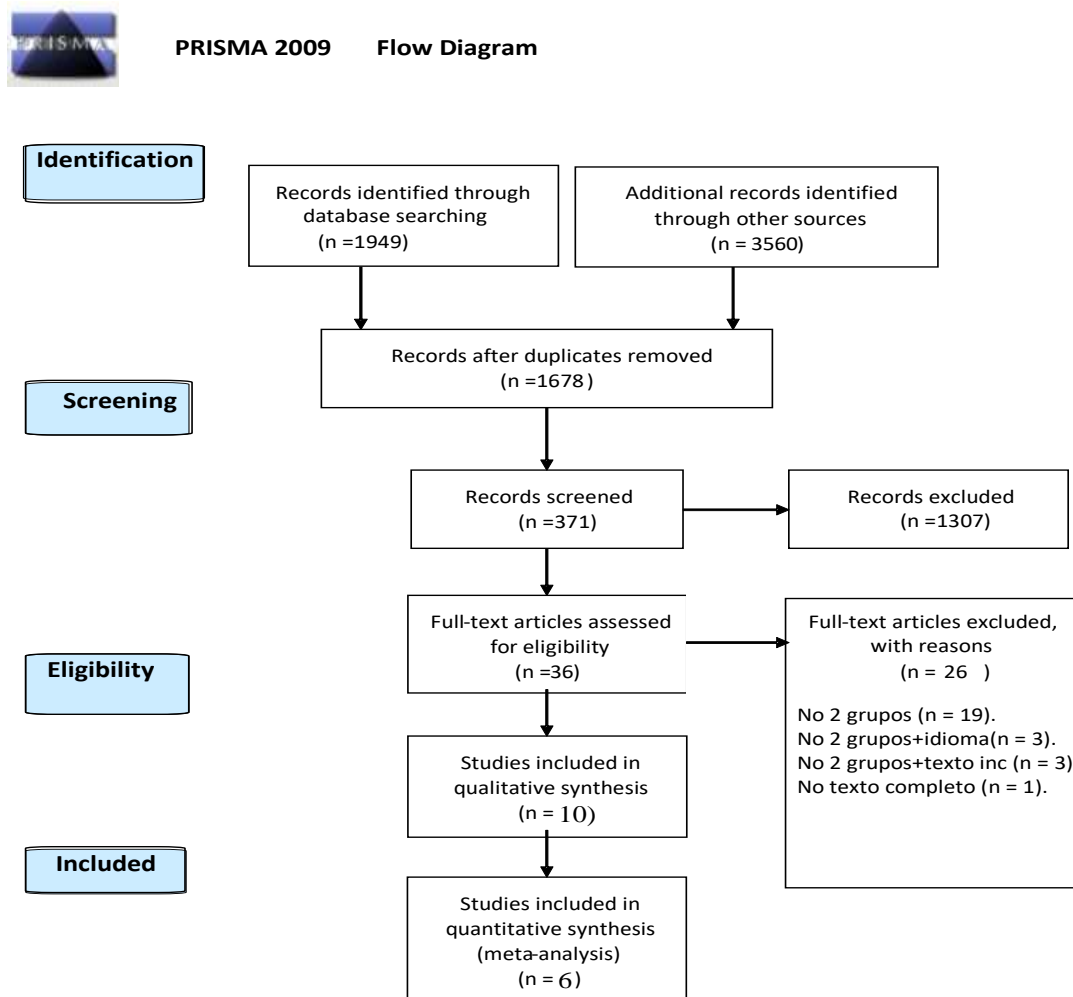 PRISMA
PRISMA 2009 Flow Diagram
Identification
Records identified through
database searching
(n =1949)
Additional records identified
through other sources
(n = 3560)
Records after duplicates removed
(n =1678 )
Screening
Records screened
(n =371)
Records excluded
(n =1307)
Full-text articles assessed
for eligibility
(n =36)
Full-text articles excluded,
with reasons
(n = 26 )
No 2 grupos (n = 19).
No 2 grupos+idioma(n = 3).
No 2 grupos+texto inc (n = 3)
No texto completo (n = 1).
Eligibility
Studies included in
qualitative synthesis
(n = 10)
Included
Studies included in
quantitative synthesis
(meta-analysis)
(n = 6)